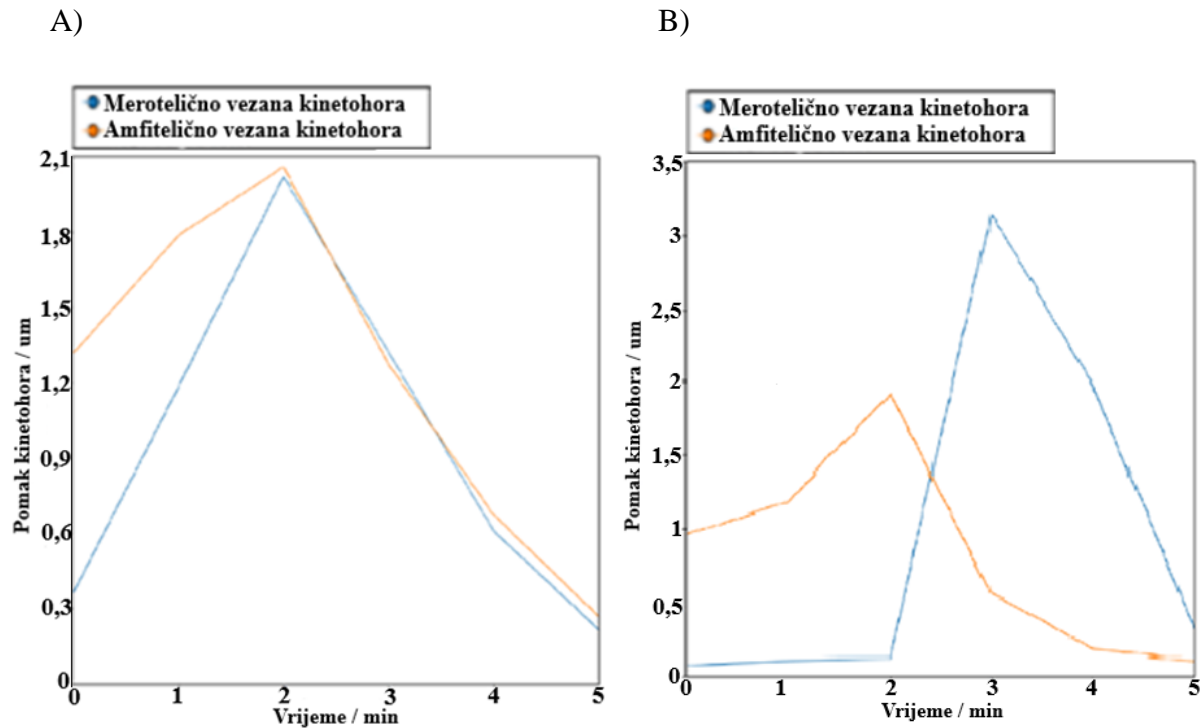 A)
B)
Merotelično vezana kinetohora
Amfitelično vezana kinetohora
2,1
1,8
1,5
1,2
0,9
0,6
0,3
0
Pomak kinetohora / um
0 1 2 3 4 5
Vrijeme / min
Merotelično vezana kinetohora
Amfitelično vezana kinetohora
3,5
3
2,5
2
1,5
1
0,5
0
Pomak kinetohora / um
0 1 2 3 4 5
Vrijeme / min